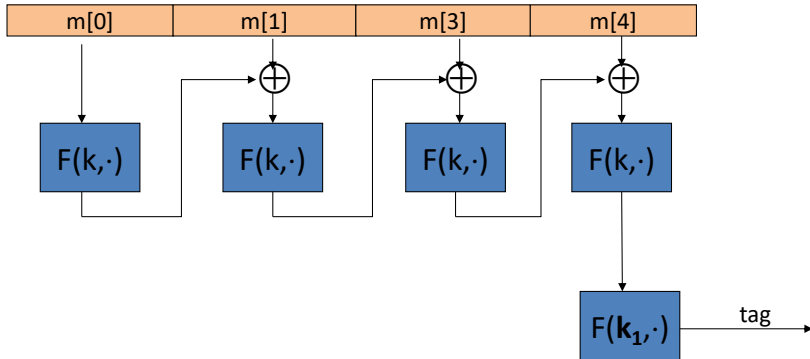 m[0] m[1] m[3] m[4]
F(k,·) F(k,·) F(k,·) F(k,·)
F(k₁,·) tag